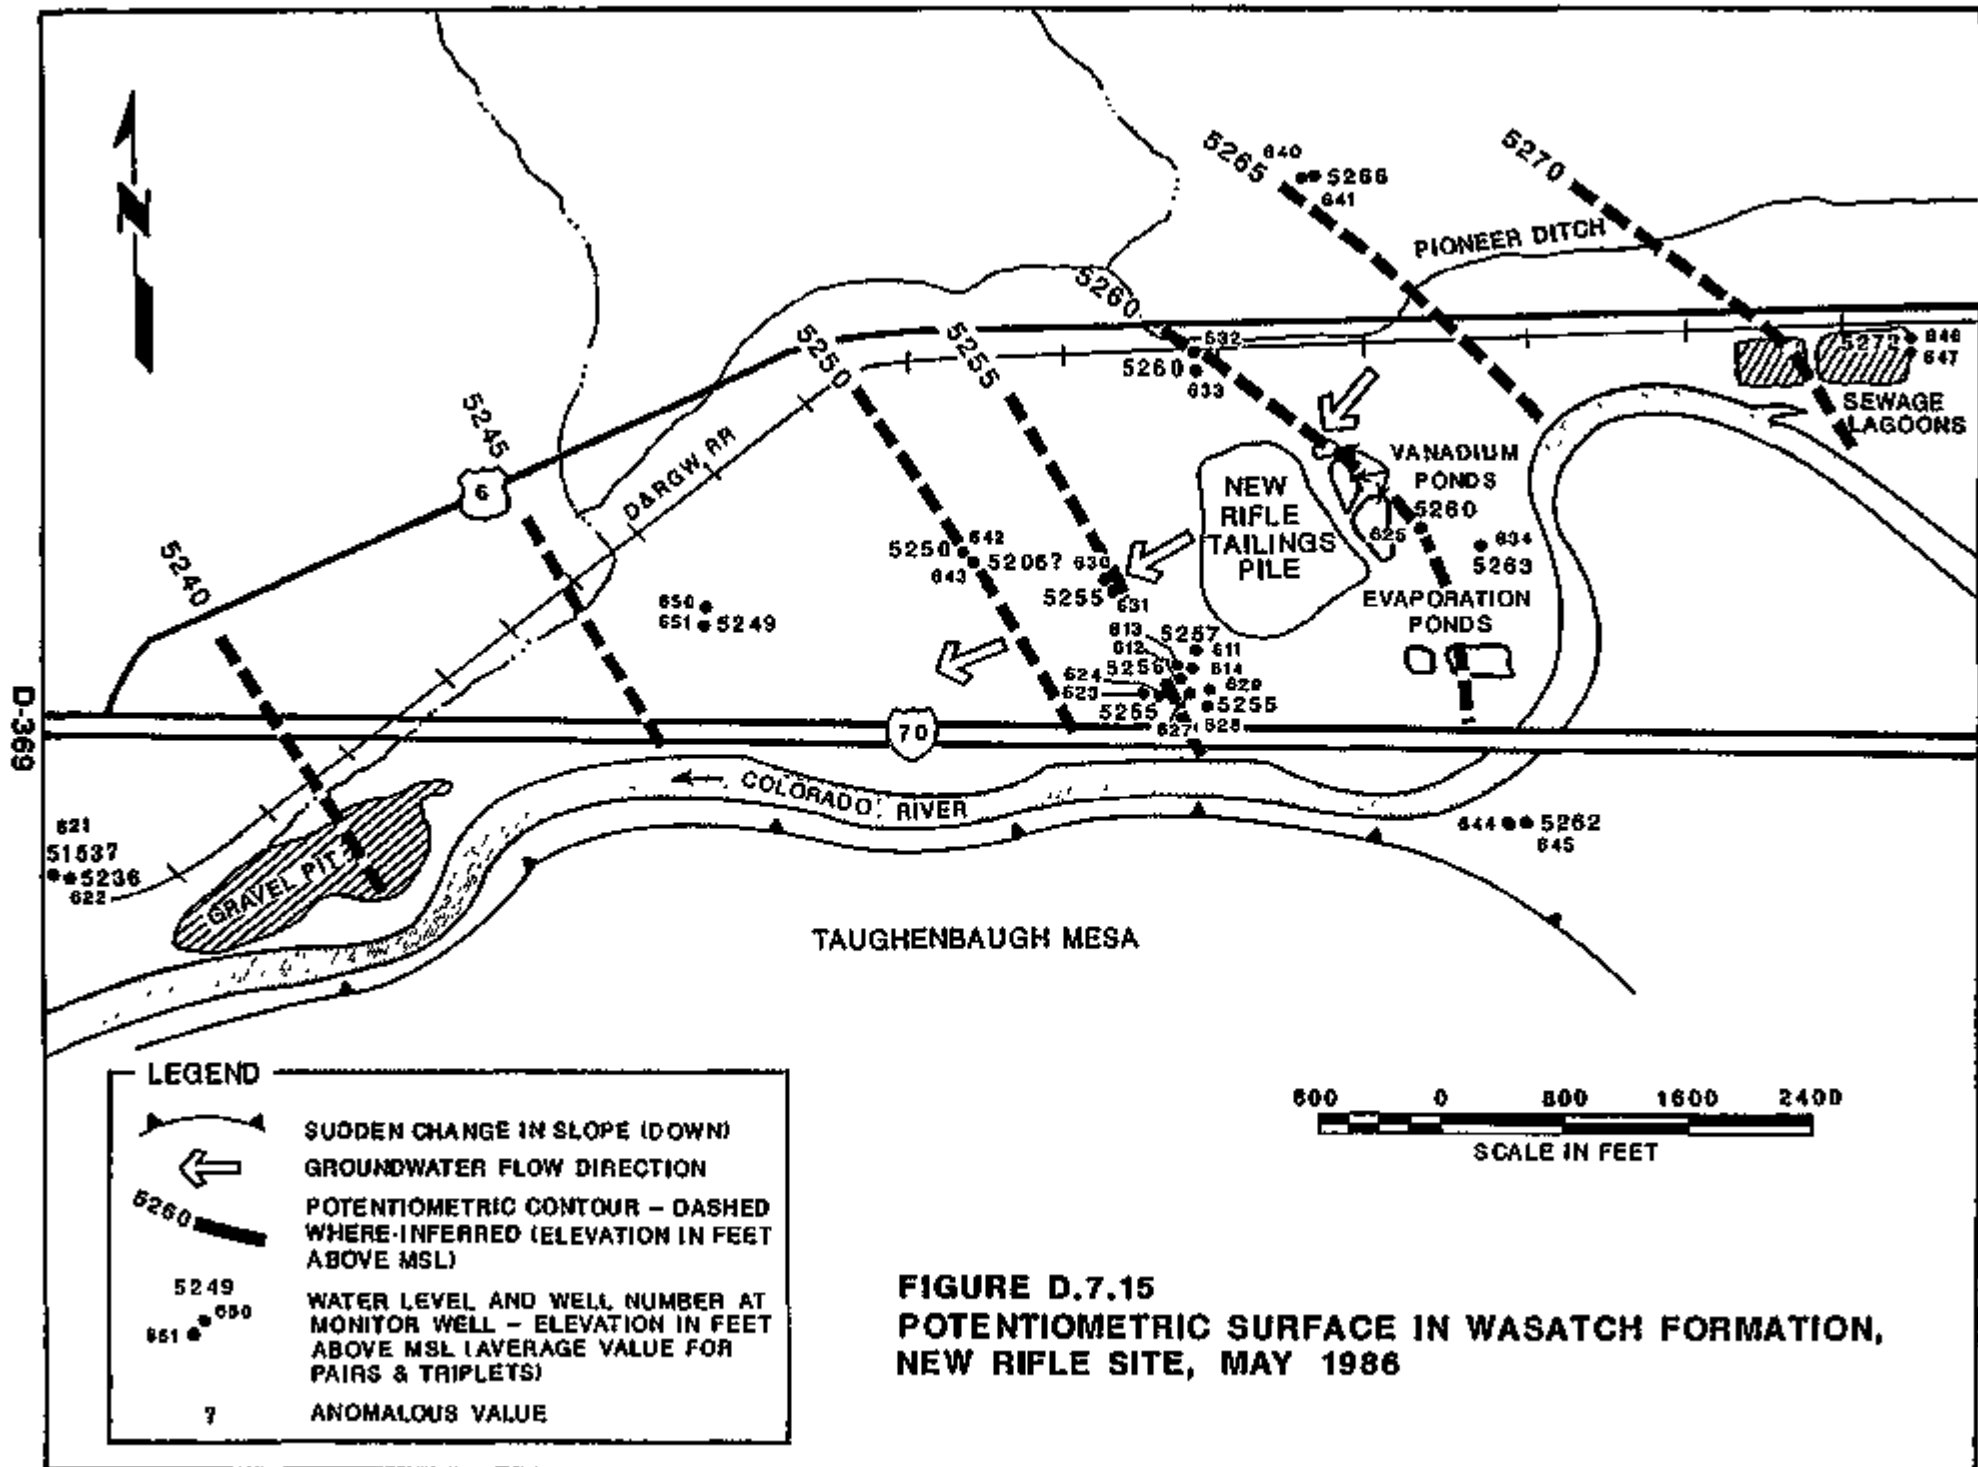 N
5265
640
5266
641
5270
PIONEER DITCH
5260
632
5260
633
5250
5255
5272
646
647
SEWAGE
LAGOONS
5245
6
D&RGW RR
VANADIUM
PONDS
5260
625
634
5263
NEW
RIFLE
TAILINGS
PILE
5240
5250
642
643
5206?
630
5255
631
650
651
5249
EVAPORATION
PONDS
613
5257
612
611
5256
614
624
629
623
5255
5255
627
628
70
D-369
COLORADO RIVER
621
5153?
5236
622
GRAVEL PIT
644
5262
645
TAUGHENBAUGH MESA
LEGEND
SUDDEN CHANGE IN SLOPE (DOWN)
GROUNDWATER FLOW DIRECTION
5260
POTENTIOMETRIC CONTOUR – DASHED
WHERE-INFERRED (ELEVATION IN FEET
ABOVE MSL)
5249
650
651
WATER LEVEL AND WELL NUMBER AT
MONITOR WELL – ELEVATION IN FEET
ABOVE MSL (AVERAGE VALUE FOR
PAIRS & TRIPLETS)
?
ANOMALOUS VALUE
800 0 800 1600 2400
SCALE IN FEET
FIGURE D.7.15
POTENTIOMETRIC SURFACE IN WASATCH FORMATION,
NEW RIFLE SITE, MAY 1986